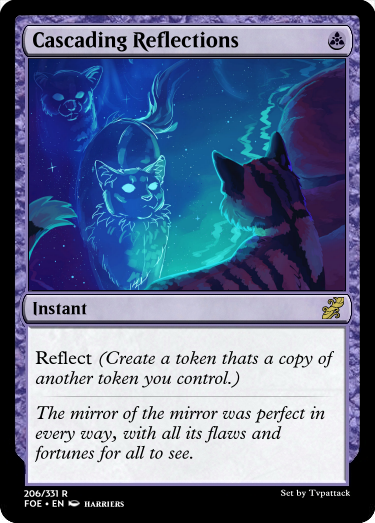 Cascading Reflections
Instant
Reflect (Create a token thats a copy of
another token you control.)
The mirror of the mirror was perfect in
every way, with all its flaws and
fortunes for all to see.
206/331 R
Set by Tvpattack
FOE • EN HARRIERS